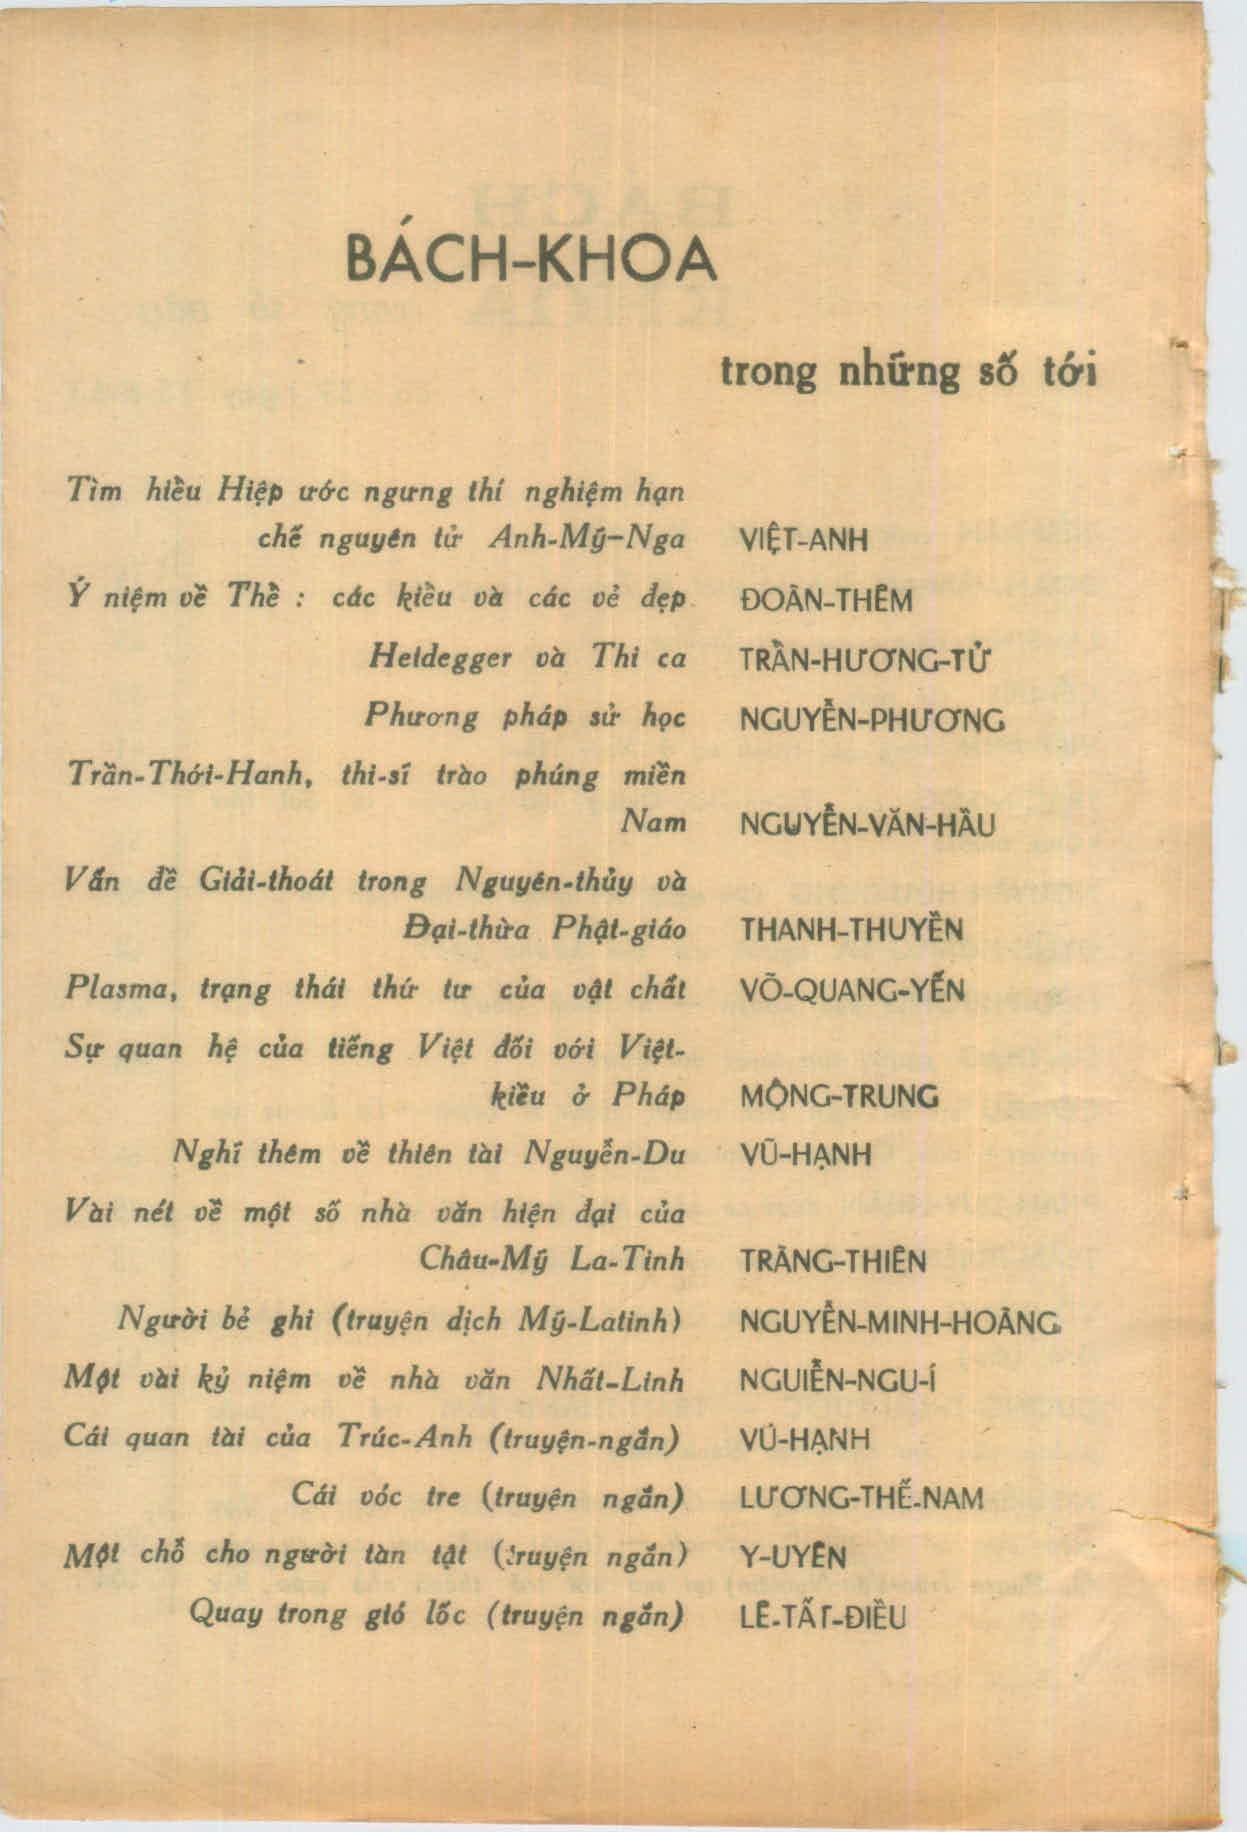 BÁCH-KHOA
trong những số tới
Tìm hiểu Hiệp ước ngưng thí nghiệm hạn
chế nguyên tử Anh-Mỹ-Nga VIỆT-ANH
Ý niệm về Thể : các kiểu và các vẻ đẹp ĐOÀN-THÊM
Heidegger và Thi ca TRẦN-HƯƠNG-TỬ
Phương pháp sử học NGUYỄN-PHƯƠNG
Trần-Thới-Hanh, thi-sĩ trào phúng miền
Nam NGUYỄN-VĂN-HẦU
Vấn đề Giải-thoát trong Nguyên-thủy và
Đại-thừa Phật-giáo THANH-THUYỀN
Plasma, trạng thái thứ tư của vật chất VÕ-QUANG-YẾN
Sự quan hệ của tiếng Việt đối với Việt-
kiều ở Pháp MỘNG-TRUNG
Nghĩ thêm về thiên tài Nguyễn-Du VŨ-HẠNH
Vài nét về một số nhà văn hiện đại của
Châu-Mỹ La-Tinh TRÀNG-THIÊN
Người bẻ ghi (truyện dịch Mỹ-Latinh) NGUYỄN-MINH-HOÀNG
Một vài kỷ niệm về nhà văn Nhất-Linh NGUIỄN-NGU-Í
Cái quan tài của Trúc-Anh (truyện-ngắn) VŨ-HẠNH
Cái vóc tre (truyện ngắn) LƯƠNG-THẾ-NAM
Một chỗ cho người tàn tật (truyện ngắn) Y-UYÊN
Quay trong gió lốc (truyện ngắn) LÊ-TẤT-ĐIỀU